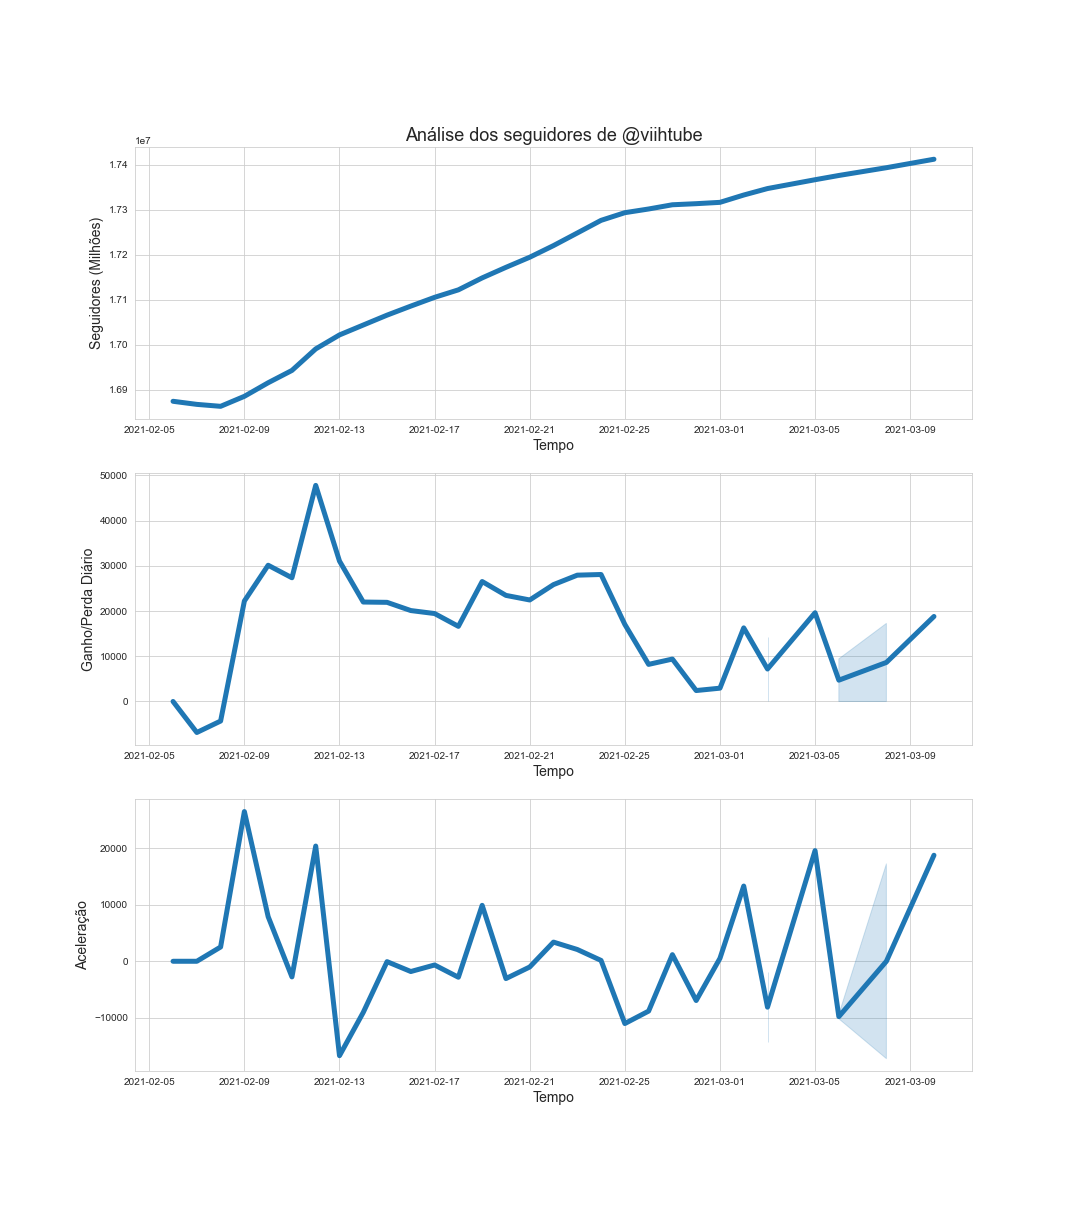 Análise dos seguidores de @viihtube
1e7
1.74
1.73
1.72
1.71
1.70
1.69
Seguidores (Milhões)
2021-02-05 2021-02-09 2021-02-13 2021-02-17 2021-02-21 2021-02-25 2021-03-01 2021-03-05 2021-03-09
Tempo
50000
40000
30000
20000
10000
0
Ganho/Perda Diário
2021-02-05 2021-02-09 2021-02-13 2021-02-17 2021-02-21 2021-02-25 2021-03-01 2021-03-05 2021-03-09
Tempo
20000
10000
0
−10000
Aceleração
2021-02-05 2021-02-09 2021-02-13 2021-02-17 2021-02-21 2021-02-25 2021-03-01 2021-03-05 2021-03-09
Tempo